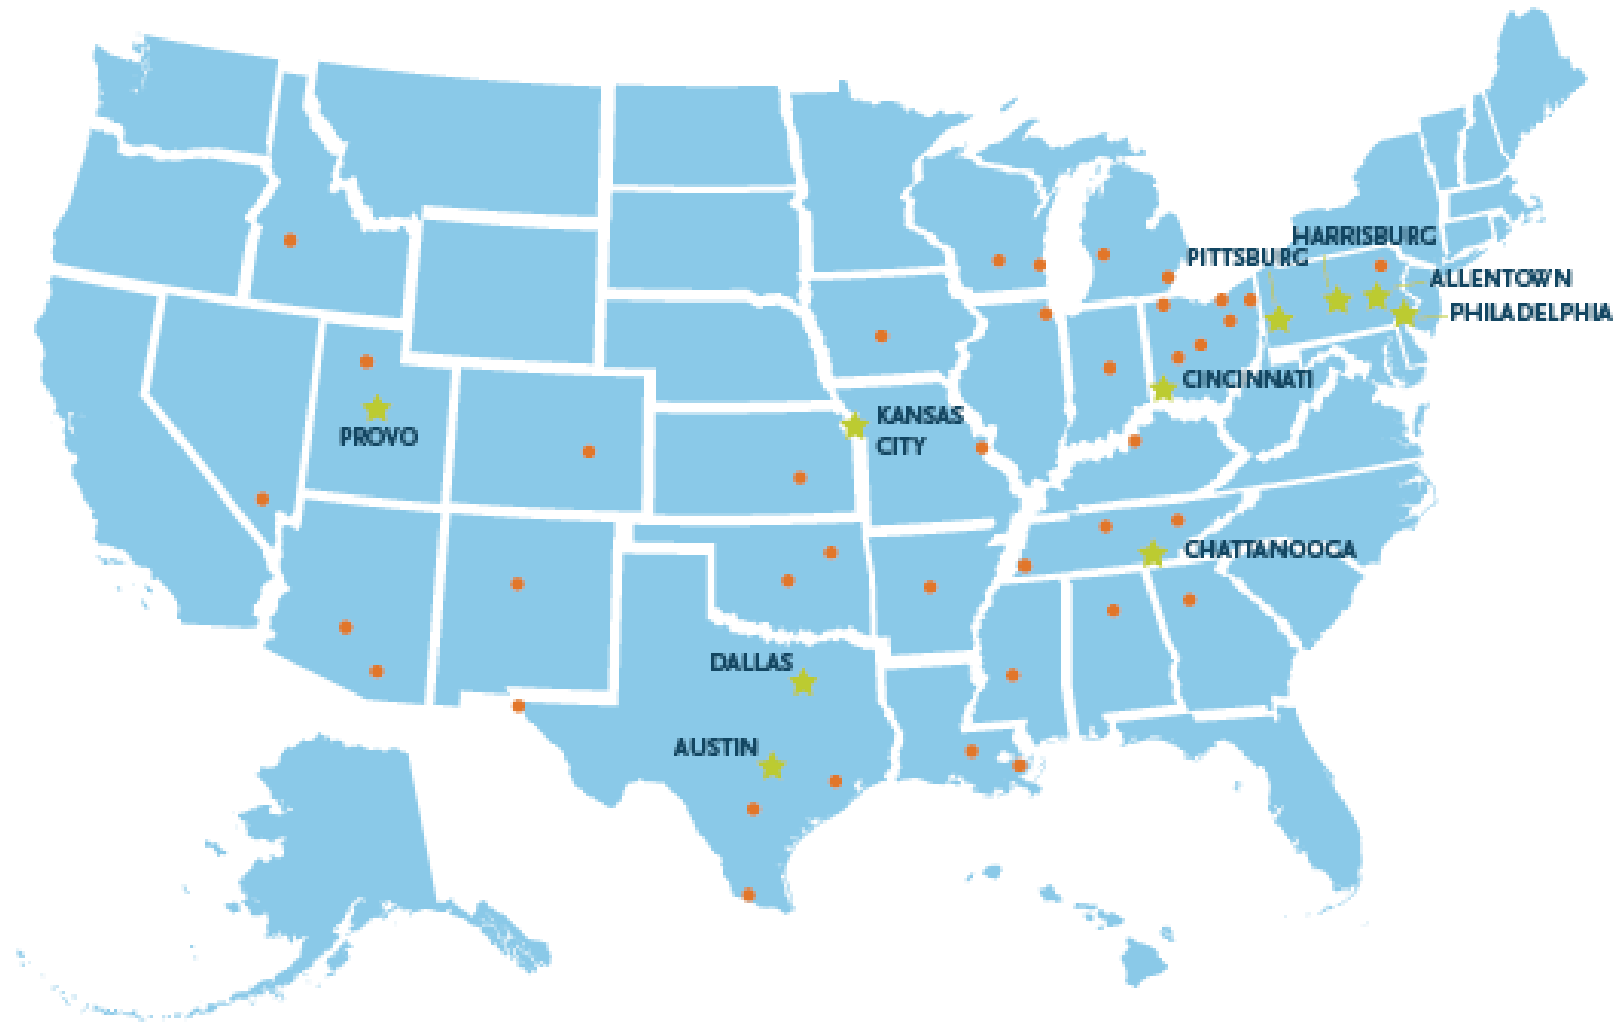 HARRISBURG
PITTSBURG
ALLENTOWN
PHILADELPHIA
CINCINNATI
KANSAS
CITY
PROVO
CHATTANOOGA
DALLAS
AUSTIN